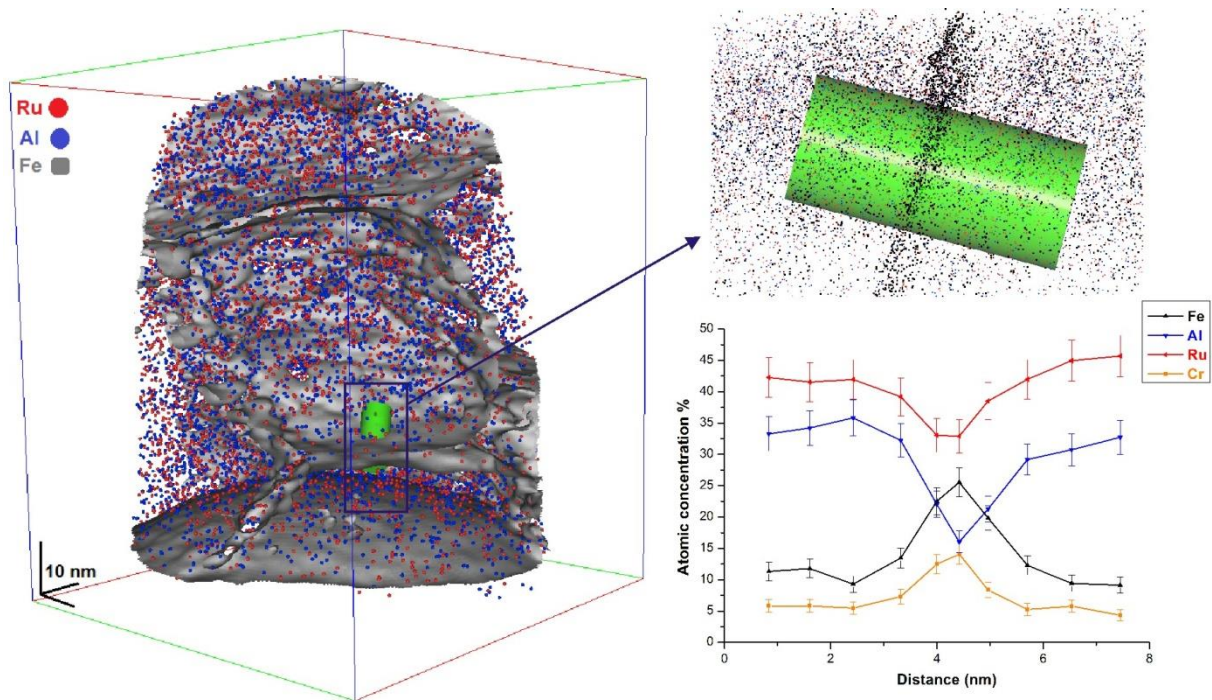 Ru
Al
Fe
10 nm
Fe
Al
Ru
Cr
Atomic concentration %
50
45
40
35
30
25
20
15
10
5
0
0 2 4 6 8
Distance (nm)